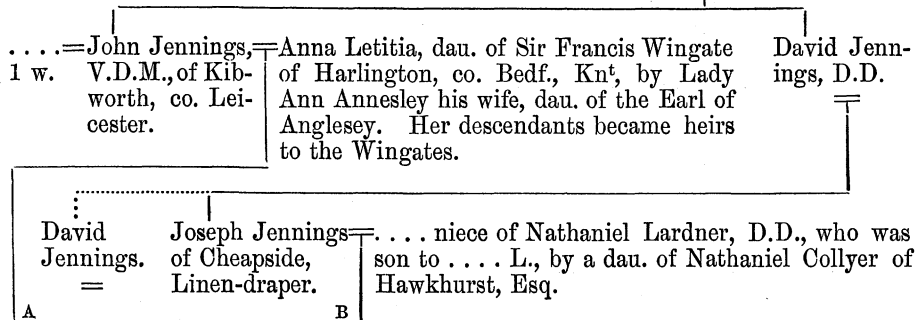 ....=John Jennings,=Anna Letitia, dau. of Sir Francis Wingate
1 w. V.D.M., of Kib- of Harlington, co. Bedf., Knᵗ, by Lady
worth, co. Lei- Ann Annesley his wife, dau. of the Earl of
cester. Anglesey. Her descendants became heirs
to the Wingates.
David Jenn-
ings, D.D.
=
David
Jennings.
=
Joseph Jennings=.... niece of Nathaniel Lardner, D.D., who was
of Cheapside, son to .... L., by a dau. of Nathaniel Collyer of
Linen-draper. Hawkhurst, Esq.
A B